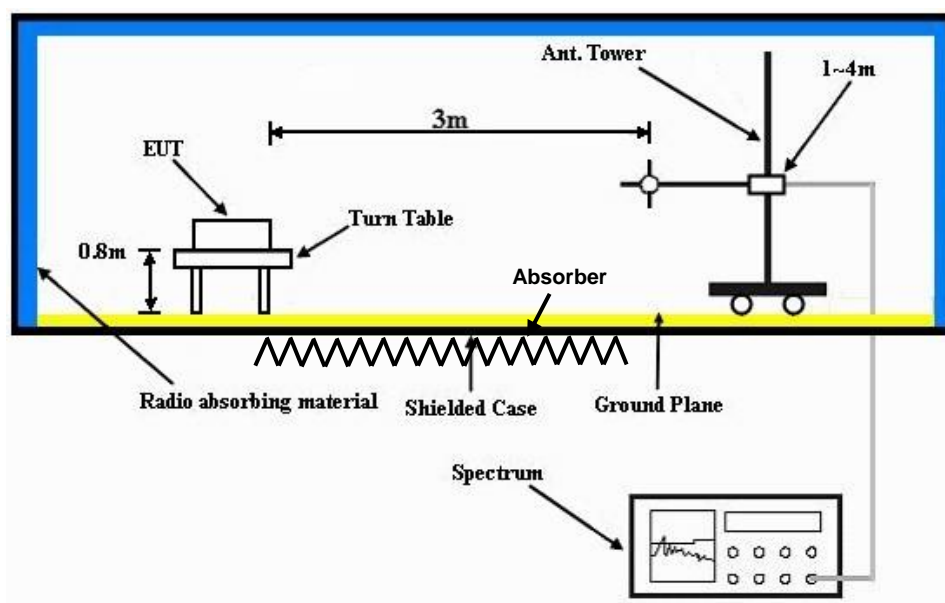 Ant. Tower
1~4m
3m
EUT
Turn Table
0.8m
Absorber
Radio absorbing material
Shielded Case
Ground Plane
Spectrum